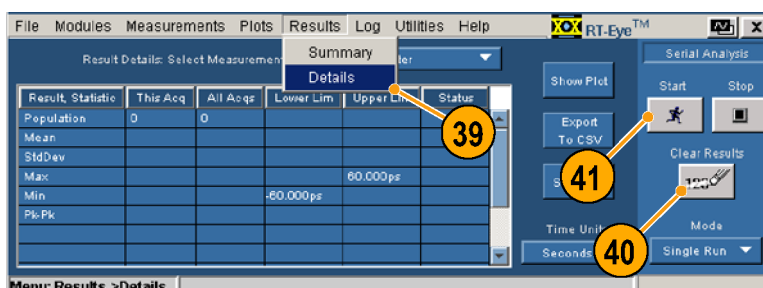 File Modules Measurements Plots Results Log Utilities Help RT-Eye™ X
Result Details: Select Measuremen
Summary
Details
Serial Analysis
Show Plot
Start Stop
Result, Statistic This Acq All Acqs Lower Lim Upper Lim Status
Population 0 0
Export
To CSV
39
Mean
StdDev
Clear Results
Max 60.000ps
41
Min -60.000ps
Pk-Pk
Time Unit
Mode
Seconds
40
Single Run
Menu: Results >Details